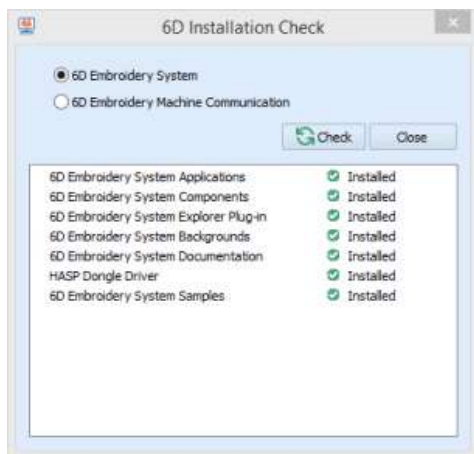 6D Installation Check
6D Embroidery System
6D Embroidery Machine Communication
Check Close
6D Embroidery System Applications Installed
6D Embroidery System Components Installed
6D Embroidery System Explorer Plug-in Installed
6D Embroidery System Backgrounds Installed
6D Embroidery System Documentation Installed
HASP Dongle Driver Installed
6D Embroidery System Samples Installed